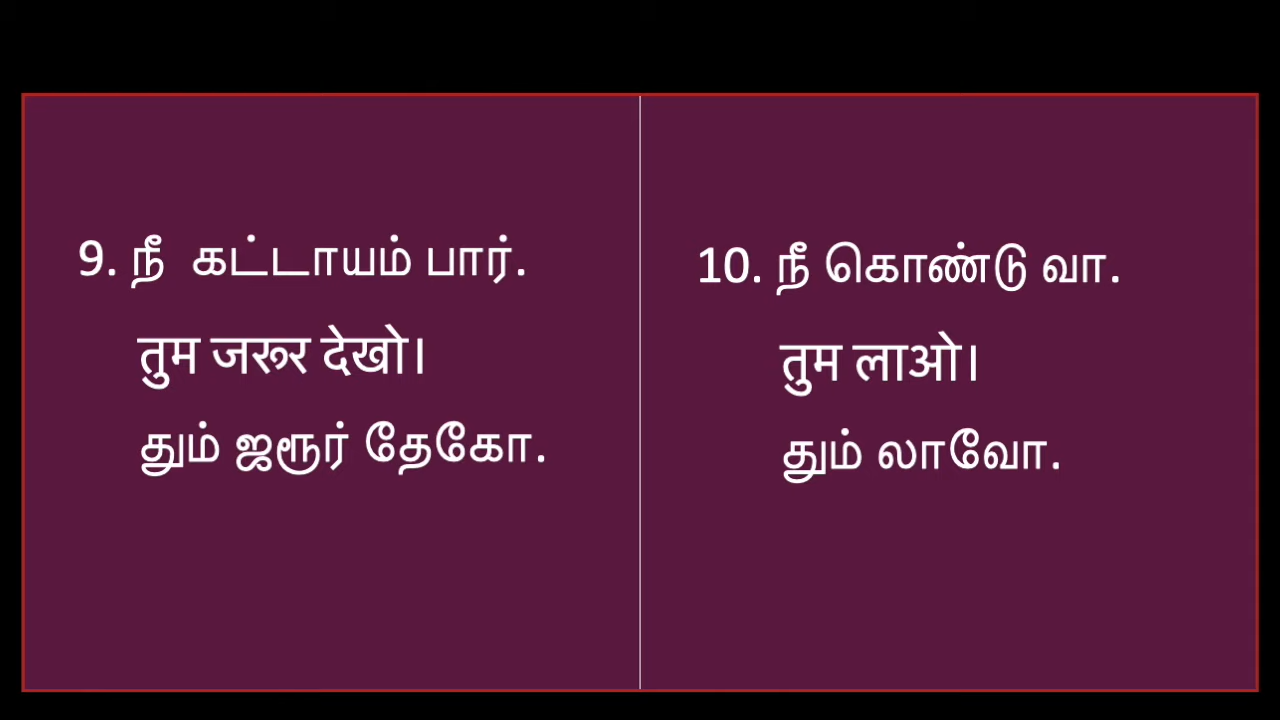 9. நீ கட்டாயம் பார்.
तुम जरूर देखो।
தும் ஜரூர் தேகோ.
10. நீ கொண்டு வா.
तुम लाओ।
தும் லாவோ.